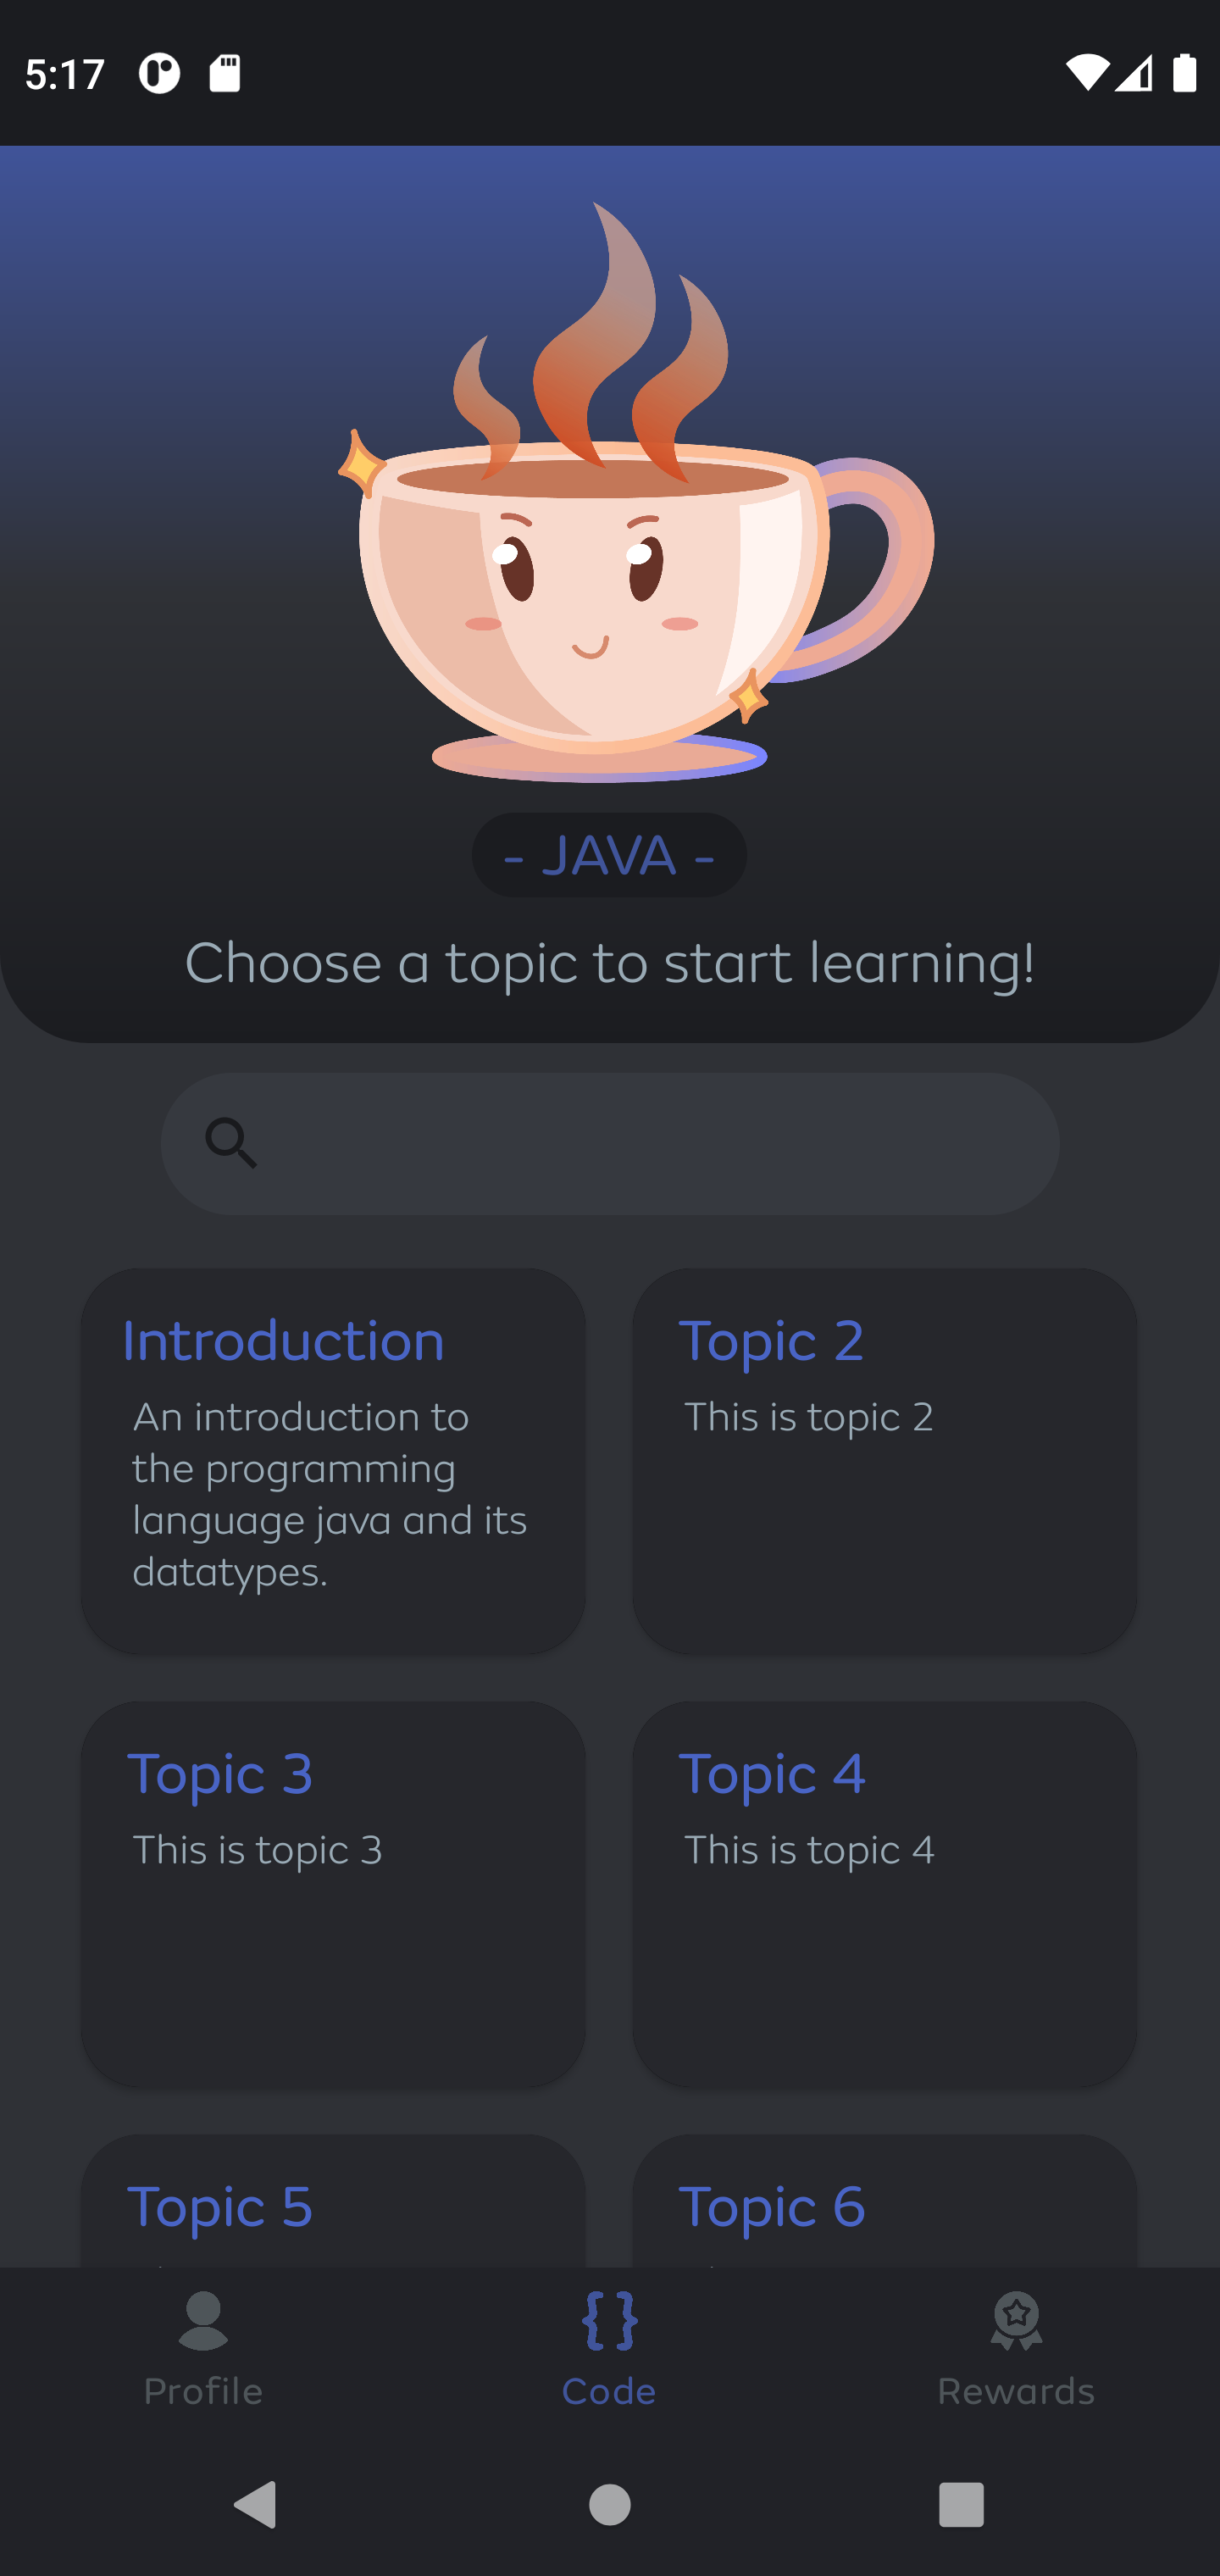 5:17
- JAVA -
Choose a topic to start learning!
Introduction
An introduction to
the programming
language java and its
datatypes.
Topic 2
This is topic 2
Topic 3
This is topic 3
Topic 4
This is topic 4
Topic 5
Topic 6
Profile
Code
Rewards